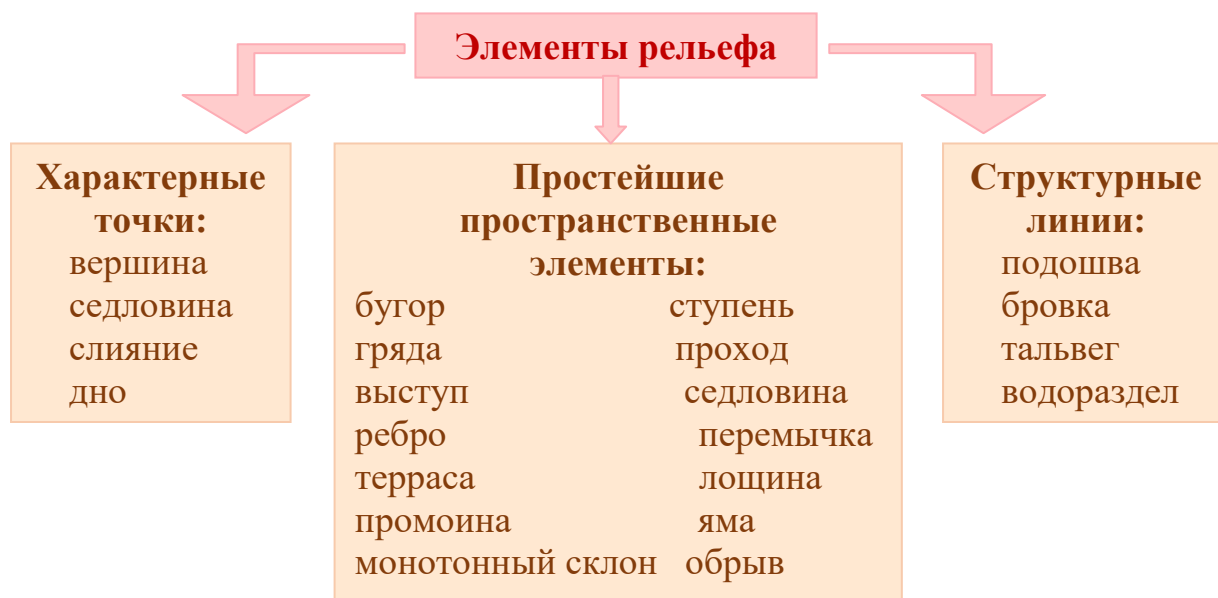 Элементы рельефа
Характерные
точки:
вершина
седловина
слияние
дно
Простейшие
пространственные
элементы:
бугор ступень
гряда проход
выступ седловина
ребро перемычка
терраса лощина
промоина яма
монотонный склон обрыв
Структурные
линии:
подошва
бровка
тальвег
водораздел